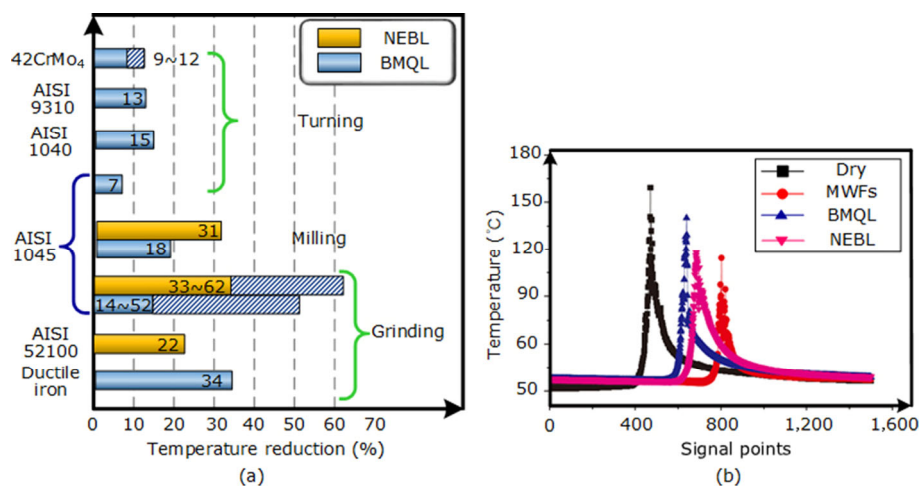 NEBL
BMQL
42CrMo₄
9~12
AISI
9310
13
Turning
AISI
1040
15
7
AISI
1045
31
18
Milling
33~62
14~52
Grinding
AISI
52100
22
Ductile
iron
34
0 10 20 30 40 50 60 70
Temperature reduction (%)
(a)
180
150
120
90
60
50
Temperature (°C)
Dry
MWFs
BMQL
NEBL
0 400 800 1,200 1,600
Signal points
(b)